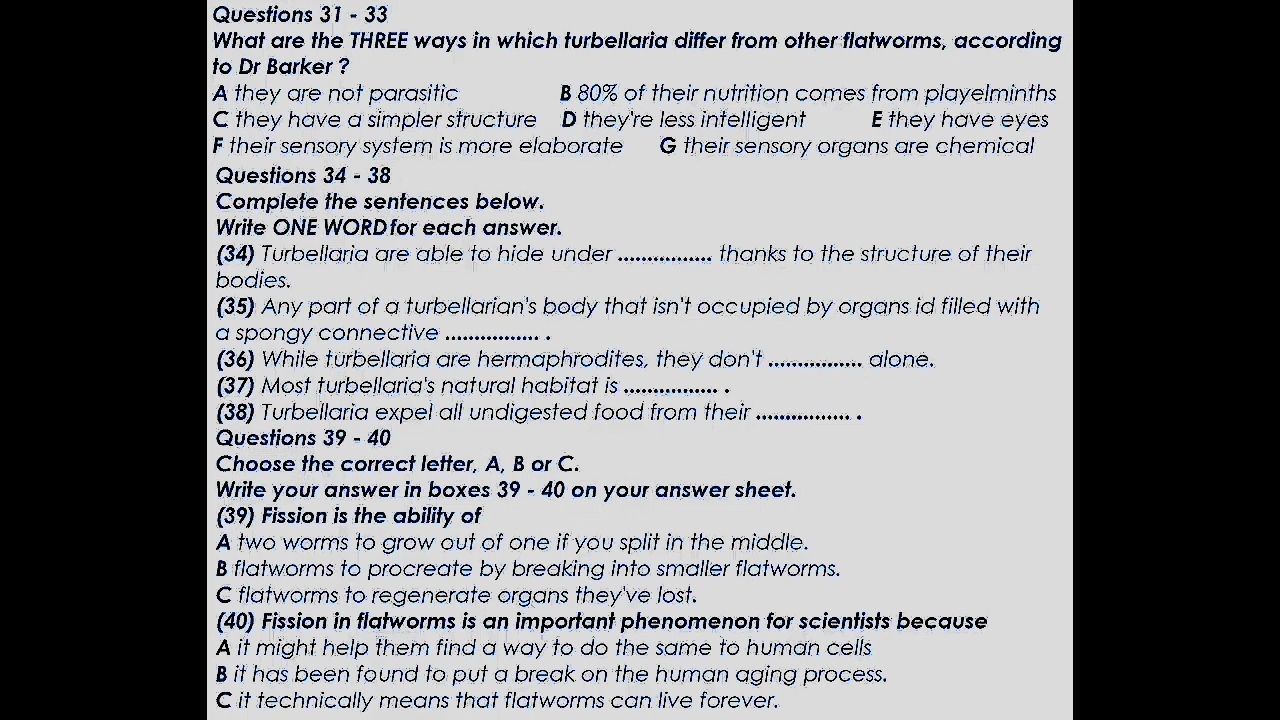 Questions 31 - 33
What are the THREE ways in which turbellaria differ from other flatworms, according
to Dr Barker ?
A they are not parasitic B 80% of their nutrition comes from playelminths
C they have a simpler structure D they're less intelligent E they have eyes
F their sensory system is more elaborate G their sensory organs are chemical
Questions 34 - 38
Complete the sentences below.
Write ONE WORD for each answer.
(34) Turbellaria are able to hide under ................ thanks to the structure of their
bodies.
(35) Any part of a turbellarian's body that isn't occupied by organs id filled with
a spongy connective ................ .
(36) While turbellaria are hermaphrodites, they don't ................ alone.
(37) Most turbellaria's natural habitat is ................ .
(38) Turbellaria expel all undigested food from their ................ .
Questions 39 - 40
Choose the correct letter, A, B or C.
Write your answer in boxes 39 - 40 on your answer sheet.
(39) Fission is the ability of
A two worms to grow out of one if you split in the middle.
B flatworms to procreate by breaking into smaller flatworms.
C flatworms to regenerate organs they've lost.
(40) Fission in flatworms is an important phenomenon for scientists because
A it might help them find a way to do the same to human cells
B it has been found to put a break on the human aging process.
C it technically means that flatworms can live forever.